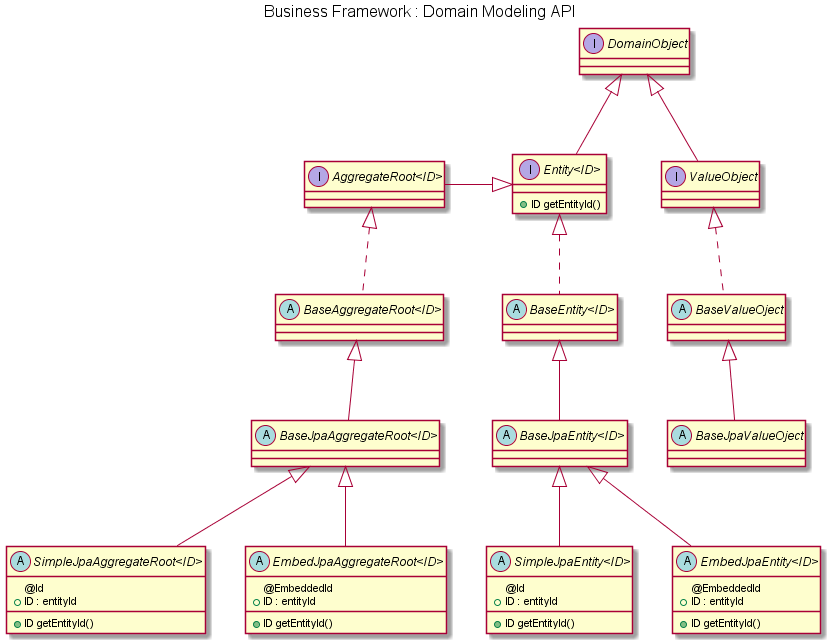 Business Framework : Domain Modeling API
I DomainObject
I AggregateRoot<ID>
I Entity<ID>
ID getEntityId()
I ValueObject
A BaseAggregateRoot<ID>
A BaseEntity<ID>
A BaseValueOject
A BaseJpaAggregateRoot<ID>
A BaseJpaEntity<ID>
A BaseJpaValueOject
A SimpleJpaAggregateRoot<ID>
@Id
ID : entityId
ID getEntityId()
A EmbedJpaAggregateRoot<ID>
@EmbeddedId
ID : entityId
ID getEntityId()
A SimpleJpaEntity<ID>
@Id
ID : entityId
ID getEntityId()
A EmbedJpaEntity<ID>
@EmbeddedId
ID : entityId
ID getEntityId()